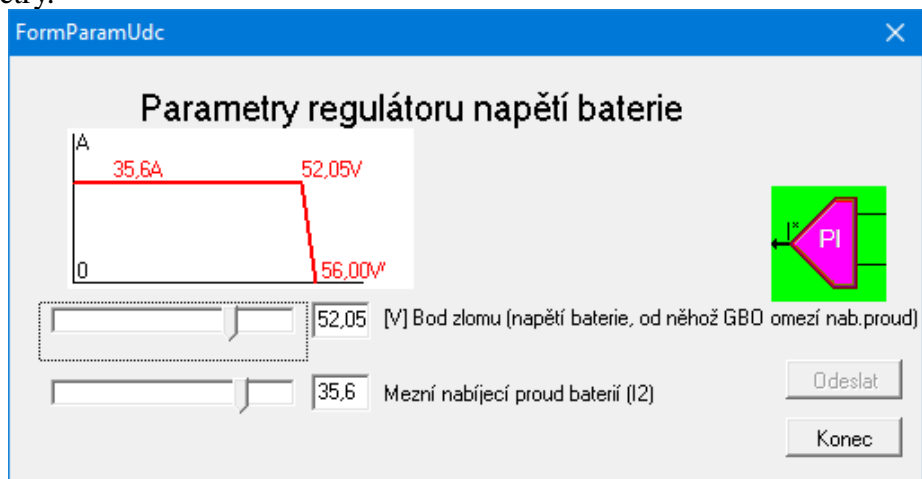 etry.
FormParamUdc
Parametry regulátoru napětí baterie
A
35,6A 52,05V
0 56,00V
I* PI
52,05 [V] Bod zlomu (napětí baterie, od něhož GBO omezí nab.proud)
Odeslat
35,6 Mezní nabíjecí proud baterií (I2)
Konec